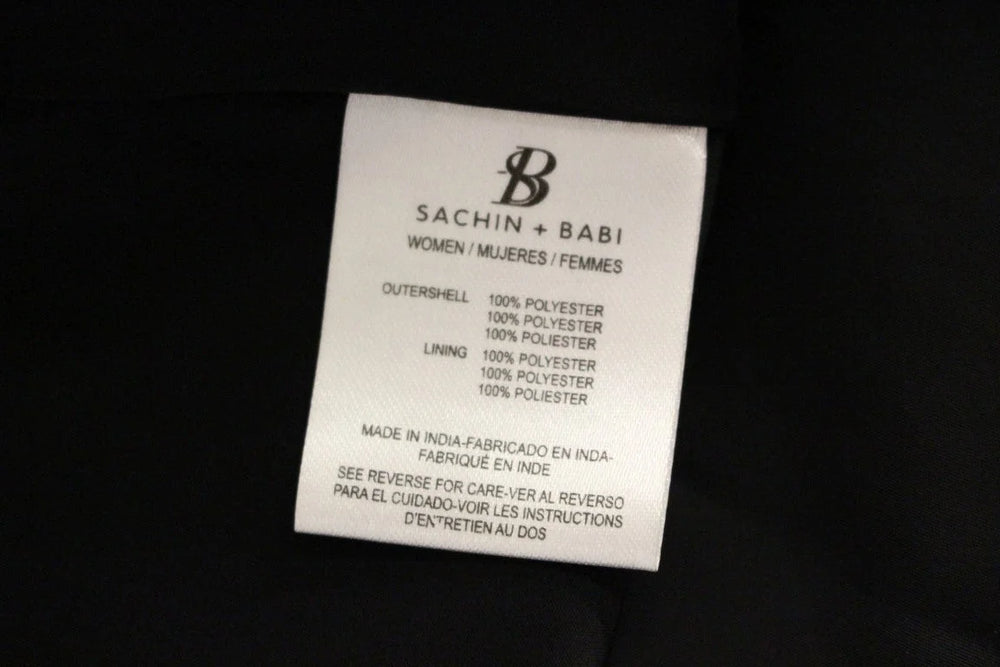 SB
SACHIN + BABI
WOMEN / MUJERES / FEMMES
OUTERSHELL 100% POLYESTER
100% POLYESTER
100% POLIESTER
LINING 100% POLYESTER
100% POLYESTER
100% POLIESTER
MADE IN INDIA-FABRICADO EN INDA-
FABRIQUÉ EN INDE
SEE REVERSE FOR CARE-VER AL REVERSO
PARA EL CUIDADO-VOIR LES INSTRUCTIONS
D'ENTRETIEN AU DOS